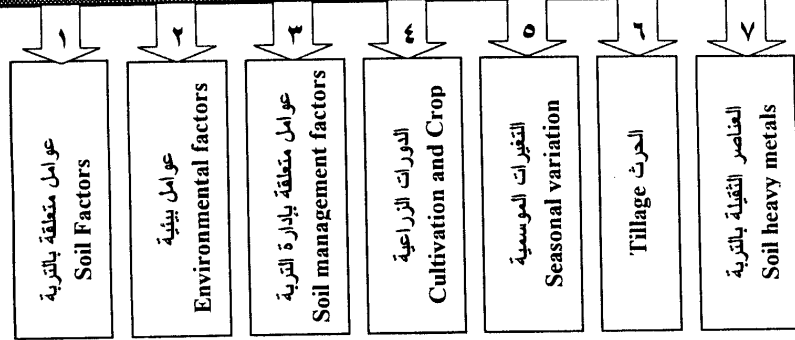 ١
عوامل متعلقة بالتربة
Soil Factors
٢
عوامل بيئية
Environmental factors
٣
عوامل متعلقة بإدارة التربة
Soil management factors
٤
الدورات الزراعية
Cultivation and Crop
٥
التغيرات الموسمية
Seasonal variation
٦
الحرث Tillage
٧
العناصر الثقيلة بالتربة
Soil heavy metals